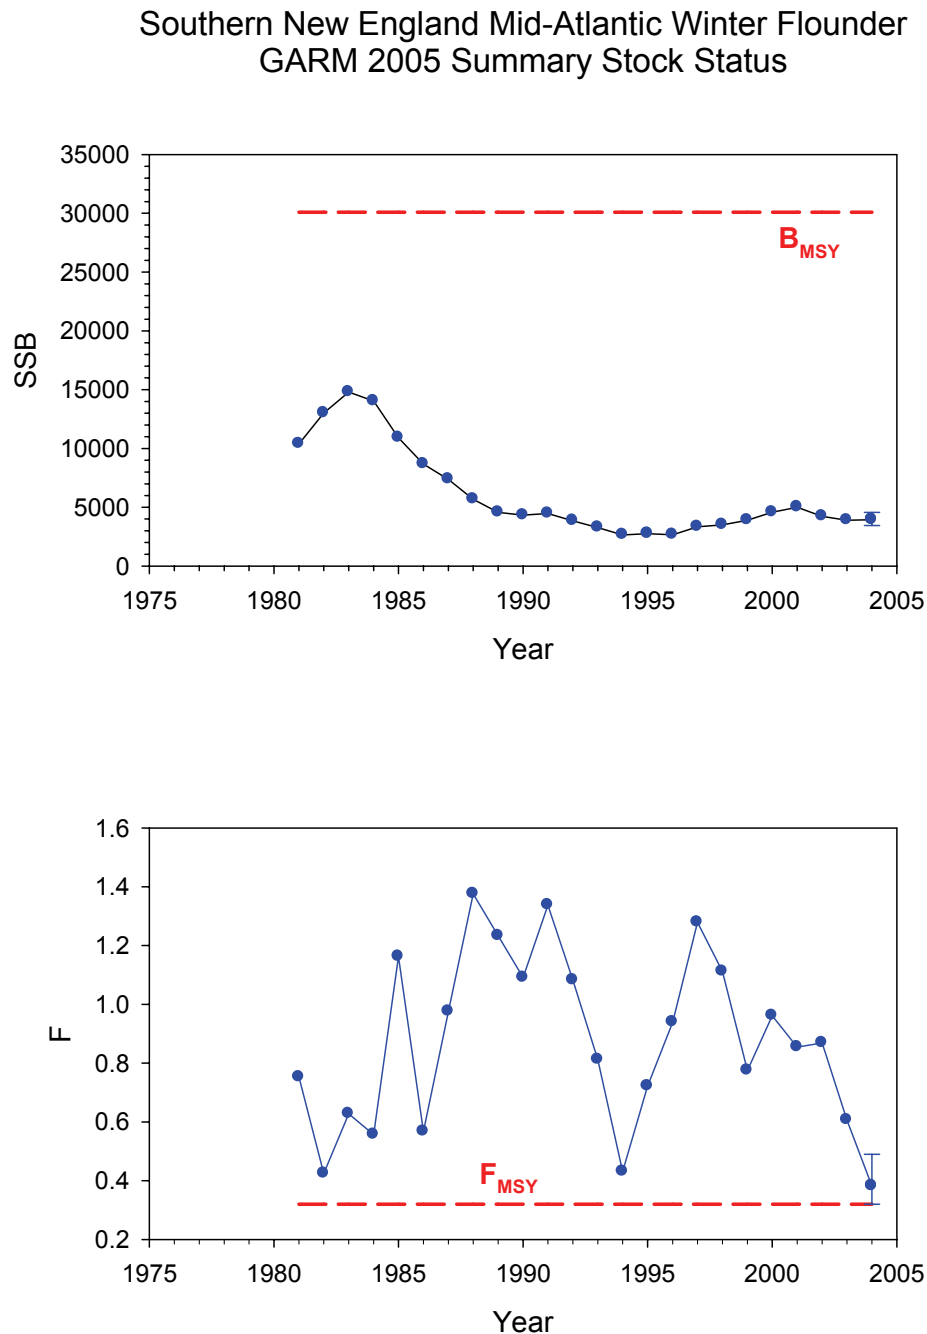 Southern New England Mid-Atlantic Winter Flounder
GARM 2005 Summary Stock Status
35000
30000
25000
20000
15000
10000
5000
0
SSB
BMSY
1975 1980 1985 1990 1995 2000 2005
Year
1.6
1.4
1.2
1.0
0.8
0.6
0.4
0.2
F
FMSY
1975 1980 1985 1990 1995 2000 2005
Year